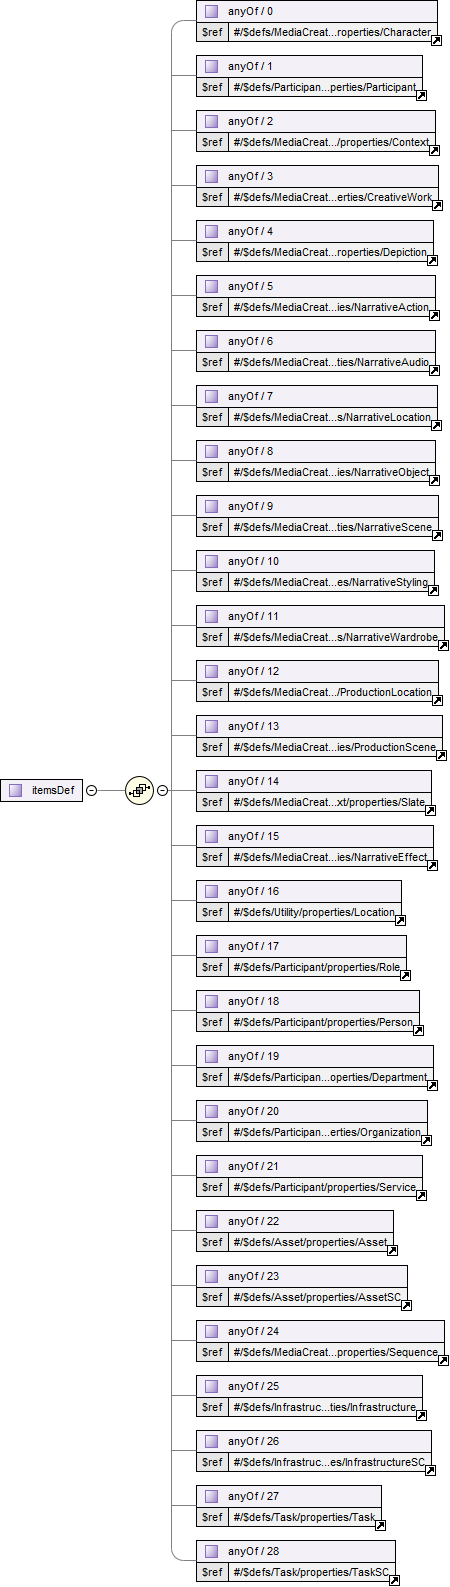 anyOf / 0
$ref #/$defs/MediaCreat...roperties/Character
anyOf / 1
$ref #/$defs/Participan...perties/Participant
anyOf / 2
$ref #/$defs/MediaCreat.../properties/Context
anyOf / 3
$ref #/$defs/MediaCreat...erties/CreativeWork
anyOf / 4
$ref #/$defs/MediaCreat...roperties/Depiction
anyOf / 5
$ref #/$defs/MediaCreat...ies/NarrativeAction
anyOf / 6
$ref #/$defs/MediaCreat...ties/NarrativeAudio
anyOf / 7
$ref #/$defs/MediaCreat...s/NarrativeLocation
anyOf / 8
$ref #/$defs/MediaCreat...ies/NarrativeObject
anyOf / 9
$ref #/$defs/MediaCreat...ties/NarrativeScene
anyOf / 10
$ref #/$defs/MediaCreat...es/NarrativeStyling
anyOf / 11
$ref #/$defs/MediaCreat...s/NarrativeWardrobe
anyOf / 12
$ref #/$defs/MediaCreat.../ProductionLocation
anyOf / 13
$ref #/$defs/MediaCreat...ies/ProductionScene
itemsDef
anyOf / 14
$ref #/$defs/MediaCreat...xt/properties/Slate
anyOf / 15
$ref #/$defs/MediaCreat...ies/NarrativeEffect
anyOf / 16
$ref #/$defs/Utility/properties/Location
anyOf / 17
$ref #/$defs/Participant/properties/Role
anyOf / 18
$ref #/$defs/Participant/properties/Person
anyOf / 19
$ref #/$defs/Participan...operties/Department
anyOf / 20
$ref #/$defs/Participan...erties/Organization
anyOf / 21
$ref #/$defs/Participant/properties/Service
anyOf / 22
$ref #/$defs/Asset/properties/Asset
anyOf / 23
$ref #/$defs/Asset/properties/AssetSC
anyOf / 24
$ref #/$defs/MediaCreat...properties/Sequence
anyOf / 25
$ref #/$defs/Infrastruc...ties/Infrastructure
anyOf / 26
$ref #/$defs/Infrastruc...es/InfrastructureSC
anyOf / 27
$ref #/$defs/Task/properties/Task
anyOf / 28
$ref #/$defs/Task/properties/TaskSC